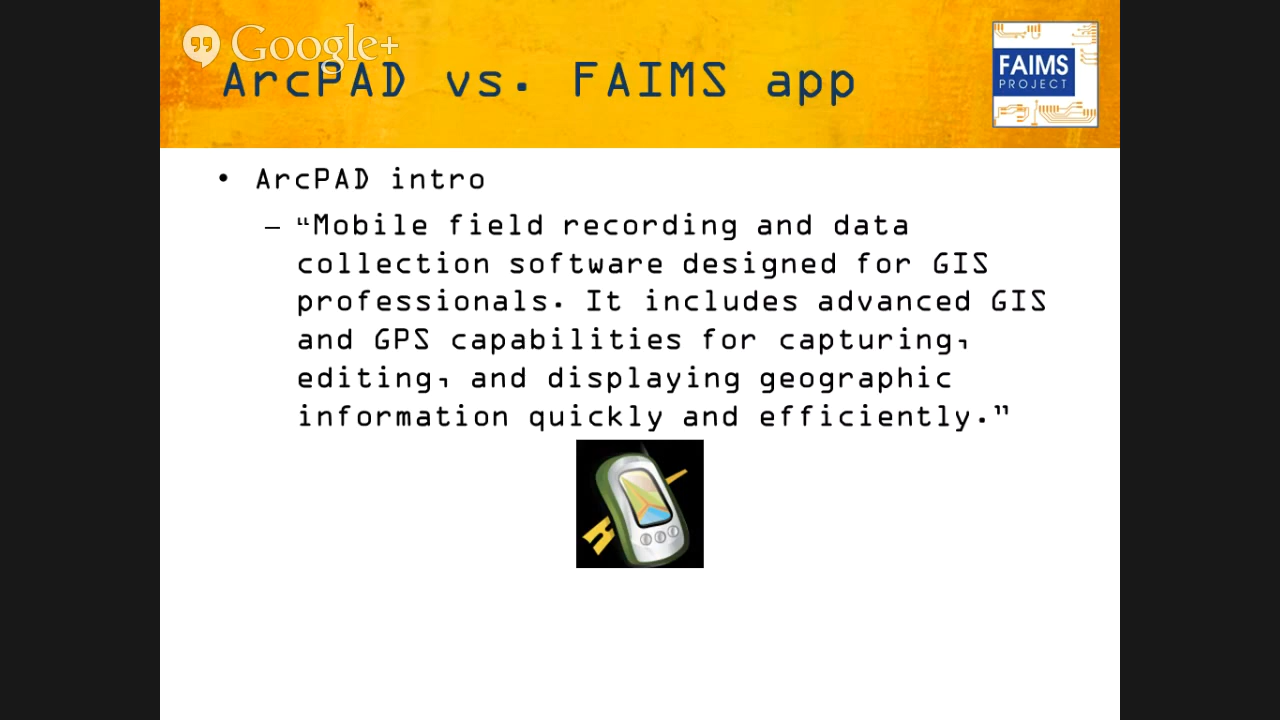 Google+
ArcPAD vs. FAIMS app
FAIMS
PROJECT
• ArcPAD intro
– “Mobile field recording and data
collection software designed for GIS
professionals. It includes advanced GIS
and GPS capabilities for capturing,
editing, and displaying geographic
information quickly and efficiently.”